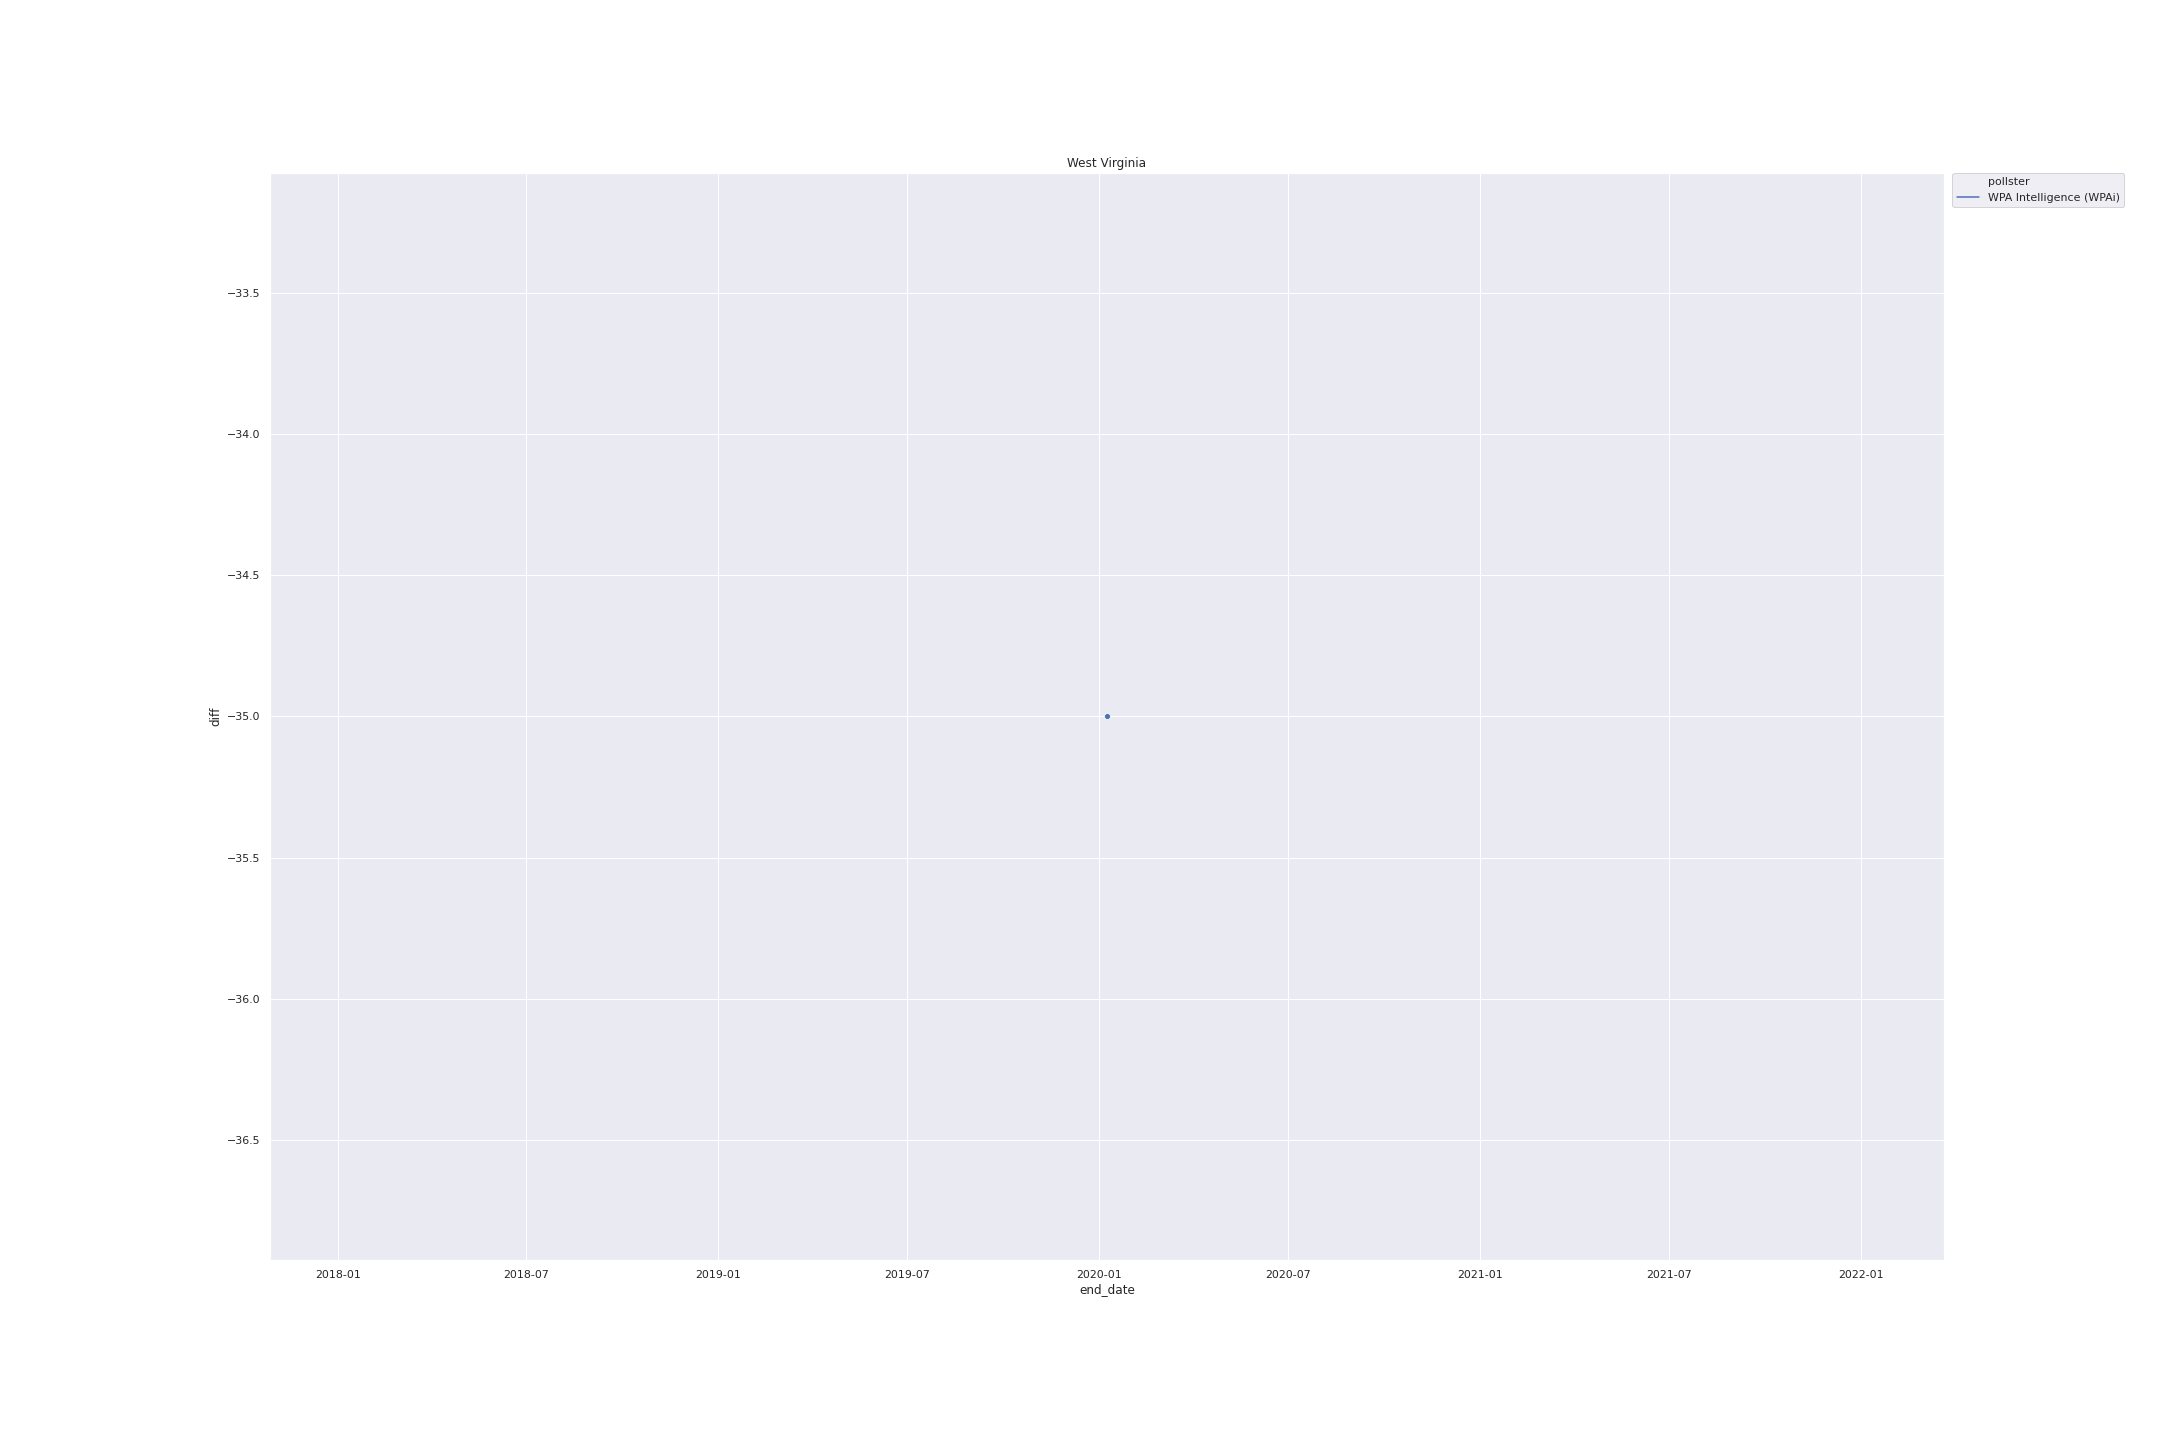 West Virginia
pollster
WPA Intelligence (WPAi)
−33.5
−34.0
−34.5
−35.0
−35.5
−36.0
−36.5
diff
2018-01 2018-07 2019-01 2019-07 2020-01 2020-07 2021-01 2021-07 2022-01
end_date